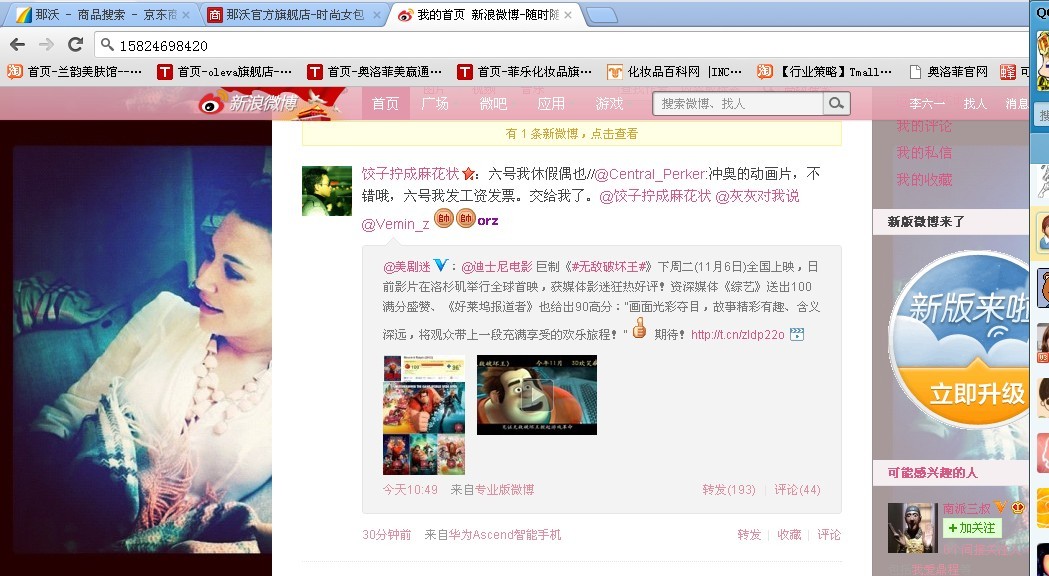 那沃 - 商品搜索 - 京东商
那沃官方旗舰店-时尚女包
我的首页 新浪微博-随时随
15824698420
首页-兰韵美肤馆----···
首页-oleva旗舰店-···
首页-奥洛菲美赢通···
首页-菲乐化妆品旗···
化妆品百科网 |INC···
【行业策略】Tmall···
奥洛菲官网
新浪微博
首页
广场
微吧
应用
游戏
搜索微博、找人
李六一
找人
消息
有 1 条新微博，点击查看
我的评论
我的私信
我的收藏
饺子拧成麻花状：六号我休假偶也//@Central_Perker:冲奥的动画片，不
错哦，六号我发工资发票。交给我了。@饺子拧成麻花状 @灰灰对我说
@Vemin_z 帥 帥 orz
@美剧迷：@迪士尼电影 巨制《#无敌破坏王#》下周二(11月6日)全国上映，日
前影片在洛杉矶举行全球首映，获媒体影迷狂热好评！资深媒体《综艺》送出100
满分盛赞、《好莱坞报道者》也给出90高分："画面光彩夺目，故事精彩有趣、含义
深远，将观众带上一段充满享受的欢乐旅程！" 期待！http://t.cn/zldp22o
今天10:49 来自专业版微博
转发(193) | 评论(44)
30分钟前 来自华为Ascend智能手机
转发 | 收藏 | 评论
新版微博来了
新版来啦
立即升级
可能感兴趣的人
南派三叔
+加关注